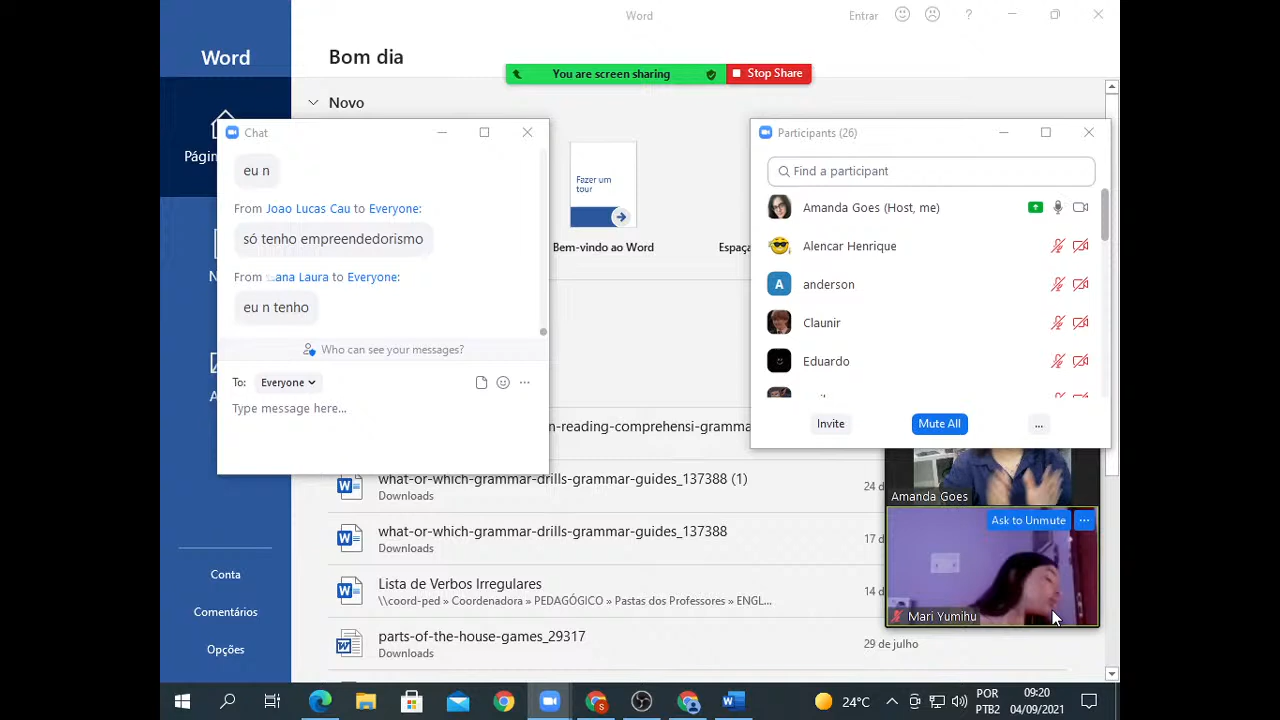 Word
Entrar
?
Word
Bom dia
You are screen sharing
Stop Share
Novo
Págin
Fazer um
tour
Bem-vindo ao Word
Espaç
Chat
eu n
From Joao Lucas Cau to Everyone:
só tenho empreendedorismo
From ana Laura to Everyone:
eu n tenho
Who can see your messages?
To: Everyone
Type message here...
Participants (26)
Find a participant
Amanda Goes (Host, me)
Alencar Henrique
A anderson
Claunir
Eduardo
Invite
Mute All
...
n-reading-comprehensi-gramma
what-or-which-grammar-drills-grammar-guides_137388 (1)
Downloads
24 d
what-or-which-grammar-drills-grammar-guides_137388
Downloads
17 d
Lista de Verbos Irregulares
\\coord-ped » Coordenadora » PEDAGÓGICO » Pastas dos Professores » ENGL...
14 d
parts-of-the-house-games_29317
Downloads
29 de julho
Amanda Goes
Ask to Unmute
...
Mari Yumihu
Conta
Comentários
Opções
24°C
POR
PTB2
09:20
04/09/2021